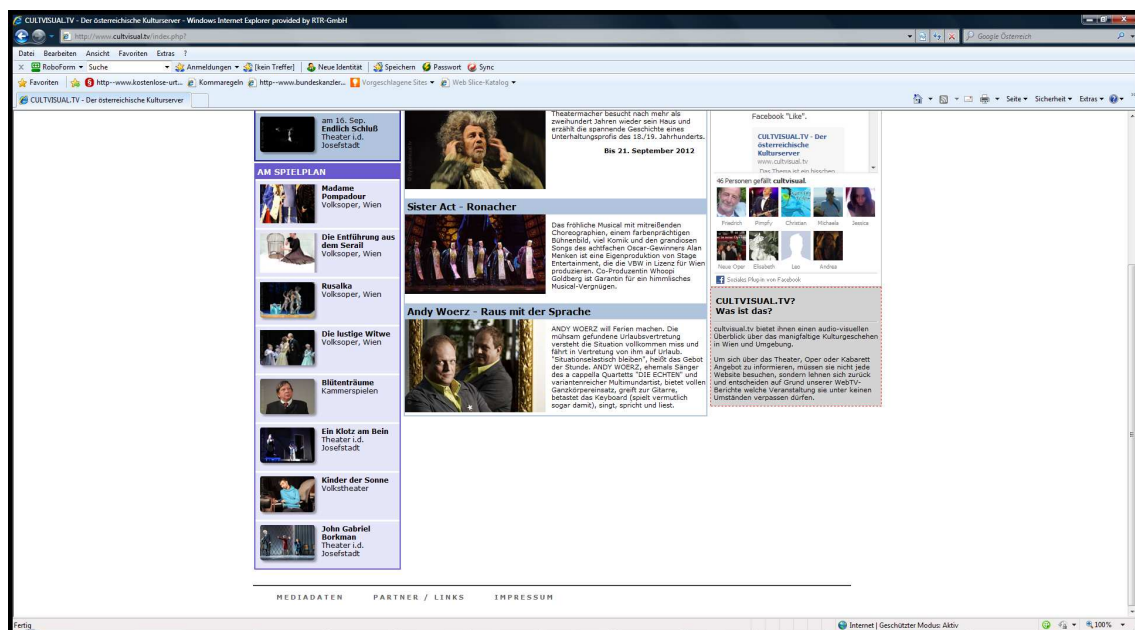 CULTVISUAL.TV - Der österreichische Kulturserver - Windows Internet Explorer provided by RTR-GmbH
http://www.cultvisual.tv/index.php?
Google Österreich
Datei Bearbeiten Ansicht Favoriten Extras ?
X RoboForm Suche Anmeldungen [kein Treffer] Neue Identität Speichern Passwort Sync
Favoriten http--www.kostenlose-urt... Kommaregeln http--www.bundeskanzler... Vorgeschlagene Sites Web Slice-Katalog
CULTVISUAL.TV - Der österreichische Kulturserver
Seite Sicherheit Extras
am 16. Sep.
Endlich Schluß
Theater i.d.
Josefstadt
AM SPIELPLAN
Madame
Pompadour
Volksoper, Wien
Die Entführung aus
dem Serail
Volksoper, Wien
Rusalka
Volksoper, Wien
Die lustige Witwe
Volksoper, Wien
Blütenträume
Kammerspielen
Ein Klotz am Bein
Theater i.d.
Josefstadt
Kinder der Sonne
Volkstheater
John Gabriel
Borkman
Theater i.d.
Josefstadt
Theatermacher besucht nach mehr als
zweihundert Jahren wieder sein Haus und
erzählt die spannende Geschichte eines
Unterhaltungsprofis des 18./19. Jahrhunderts.
Bis 21. September 2012
Sister Act - Ronacher
Das fröhliche Musical mit mitreißenden
Choreographien, einem farbenprächtigen
Bühnenbild, viel Komik und den grandiosen
Songs des achtfachen Oscar-Gewinners Alan
Menken ist eine Eigenproduktion von Stage
Entertainment, die die VBW in Lizenz für Wien
produzieren. Co-Produzentin Whoopi
Goldberg ist Garantin für ein himmlisches
Musical-Vergnügen.
Andy Woerz - Raus mit der Sprache
ANDY WOERZ will Ferien machen. Die
mühsam gefundene Urlaubsvertretung
versteht die Situation vollkommen miss und
fährt in Vertretung von ihm auf Urlaub.
"Situationselastisch bleiben", heißt das Gebot
der Stunde. ANDY WOERZ, ehemals Sänger
des a cappella Quartetts "DIE ECHTEN" und
variantenreicher Multimundartist, bietet vollen
Ganzkörpereinsatz, greift zur Gitarre,
betastet das Keyboard (spielt vermutlich
sogar damit), singt, spricht und liest.
Facebook "Like".
CULTVISUAL.TV - Der
österreichische
Kulturserver
www.cultvisual.tv
Das Thema ist ein bisschen
46 Personen gefällt cultvisual.
Friedrich Pimpfy Christian Michaela Jessica
Neue Oper Elisabeth Leo Andrea
Soziales Plug-in von Facebook
CULTVISUAL.TV?
Was ist das?
cultvisual.tv bietet ihnen einen audio-visuellen
Überblick über das manigfaltige Kulturgeschehen
in Wien und Umgebung.
Um sich über das Theater, Oper oder Kabarett
Angebot zu informieren, müssen sie nicht jede
Website besuchen, sondern lehnen sich zurück
und entscheiden auf Grund unserer WebTV-
Berichte welche Veranstaltung sie unter keinen
Umständen verpassen dürfen.
MEDIADATEN PARTNER / LINKS IMPRESSUM
Fertig
Internet | Geschützter Modus: Aktiv
100%